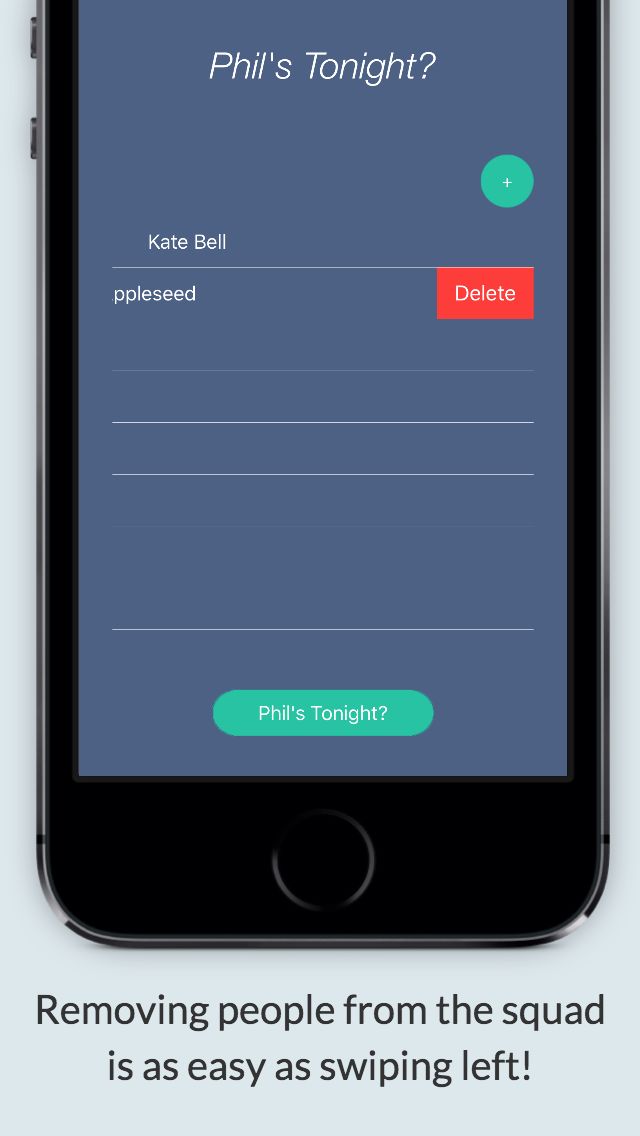 Phil's Tonight?
+
Kate Bell
ppleseed
Delete
Phil's Tonight?
Removing people from the squad
is as easy as swiping left!